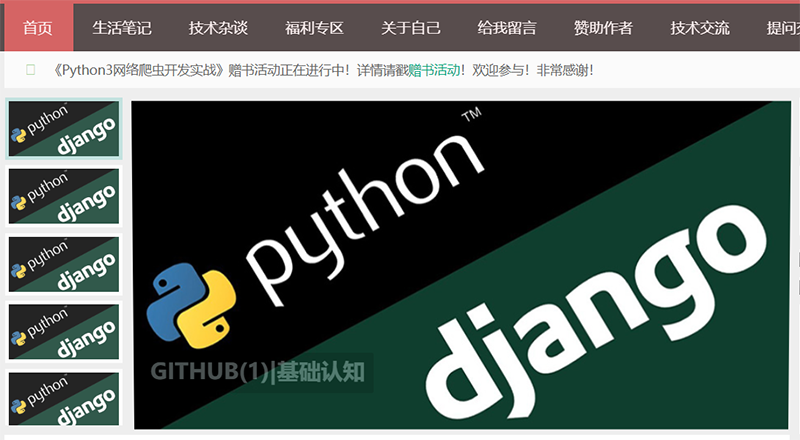 首页 生活笔记 技术杂谈 福利专区 关于自己 给我留言 赞助作者 技术交流 提问
《Python3网络爬虫开发实战》赠书活动正在进行中！详情请戳赠书活动！欢迎参与！非常感谢！
python
django
python
django
python
django
python
django
python
django
python™
django
GITHUB(1)|基础认知